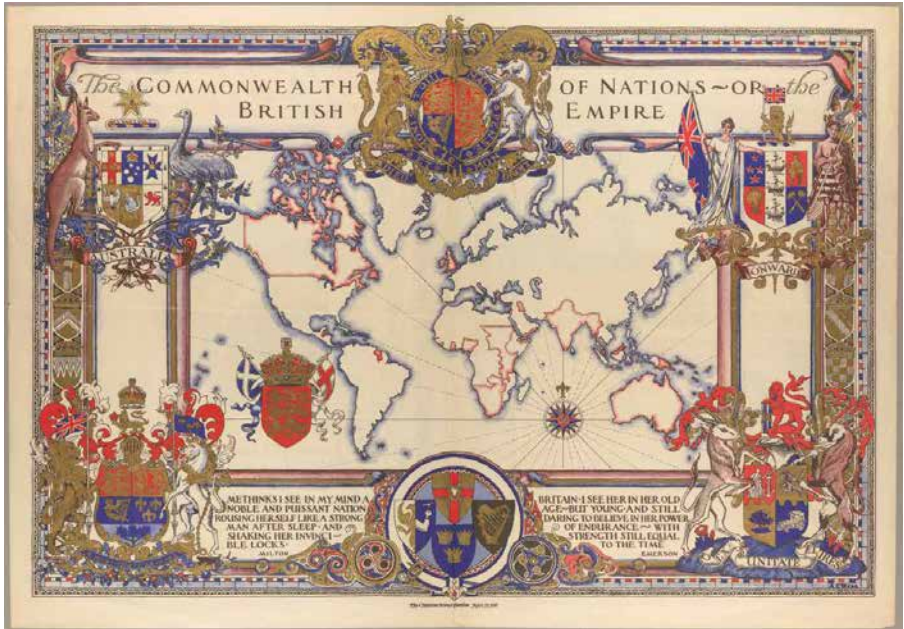 The COMMONWEALTH OF NATIONS ~ OR the
BRITISH EMPIRE
AUSTRALIA
ONWARD
METHINKS I SEE IN MY MIND A
NOBLE AND PUISSANT NATION
ROUSING HERSELF LIKE A STRONG
MAN AFTER SLEEP · AND
SHAKING HER INVINCI-
BLE LOCKS ·
MILTON
BRITAIN · I SEE HER IN HER OLD
AGE~BUT YOUNG · AND STILL
DARING TO BELIEVE IN HER POWER
OF ENDURANCE ~ WITH
STRENGTH STILL EQUAL
TO THE TIME
EMERSON
UNITATE